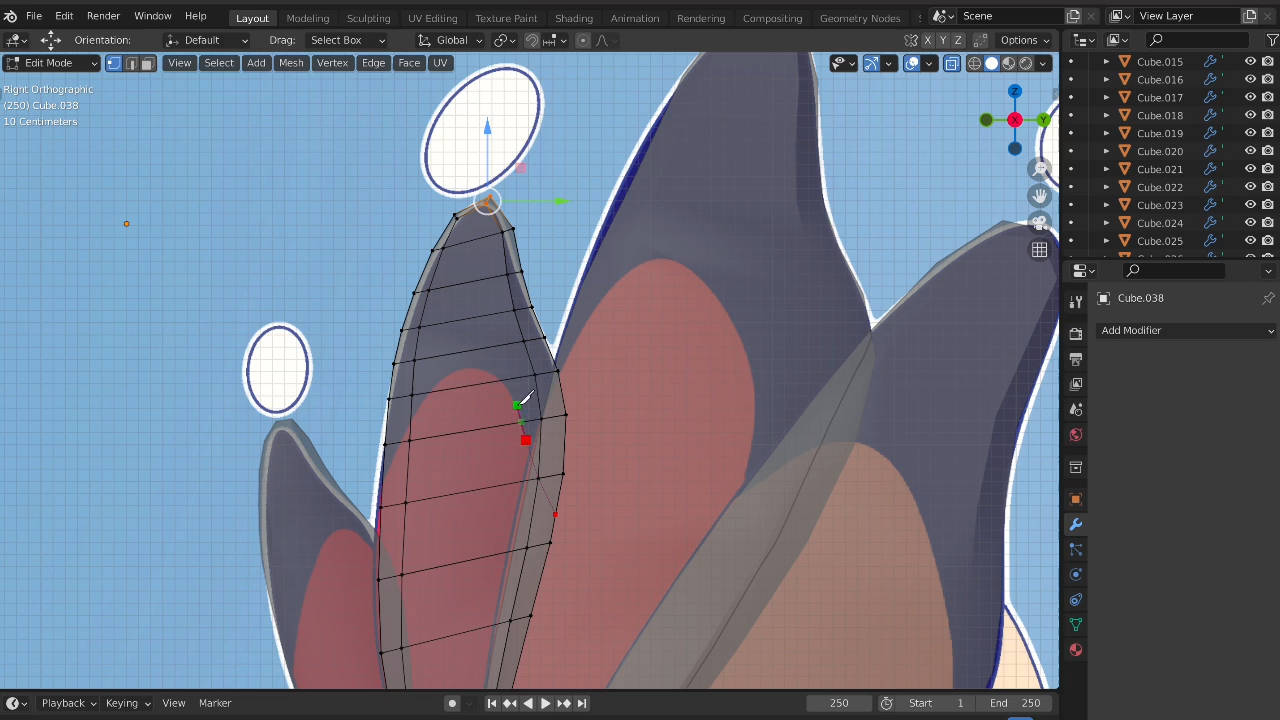 File Edit Render Window Help Layout Modeling Sculpting UV Editing Texture Paint Shading Animation Rendering Compositing Geometry Nodes Scene View Layer
Orientation: Default Drag: Select Box Global X Y Z Options
Edit Mode View Select Add Mesh Vertex Edge Face UV
Right Orthographic
(250) Cube.038
10 Centimeters
Z
X
Y
Cube.015
Cube.016
Cube.017
Cube.018
Cube.019
Cube.020
Cube.021
Cube.022
Cube.023
Cube.024
Cube.025
Cube.038
Add Modifier
Playback Keying View Marker 250 Start 1 End 250